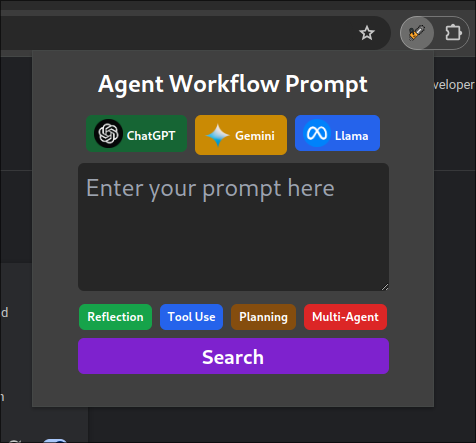 Agent Workflow Prompt
veloper
ChatGPT
Gemini
Llama
Enter your prompt here
d
Reflection
Tool Use
Planning
Multi-Agent
Search
n